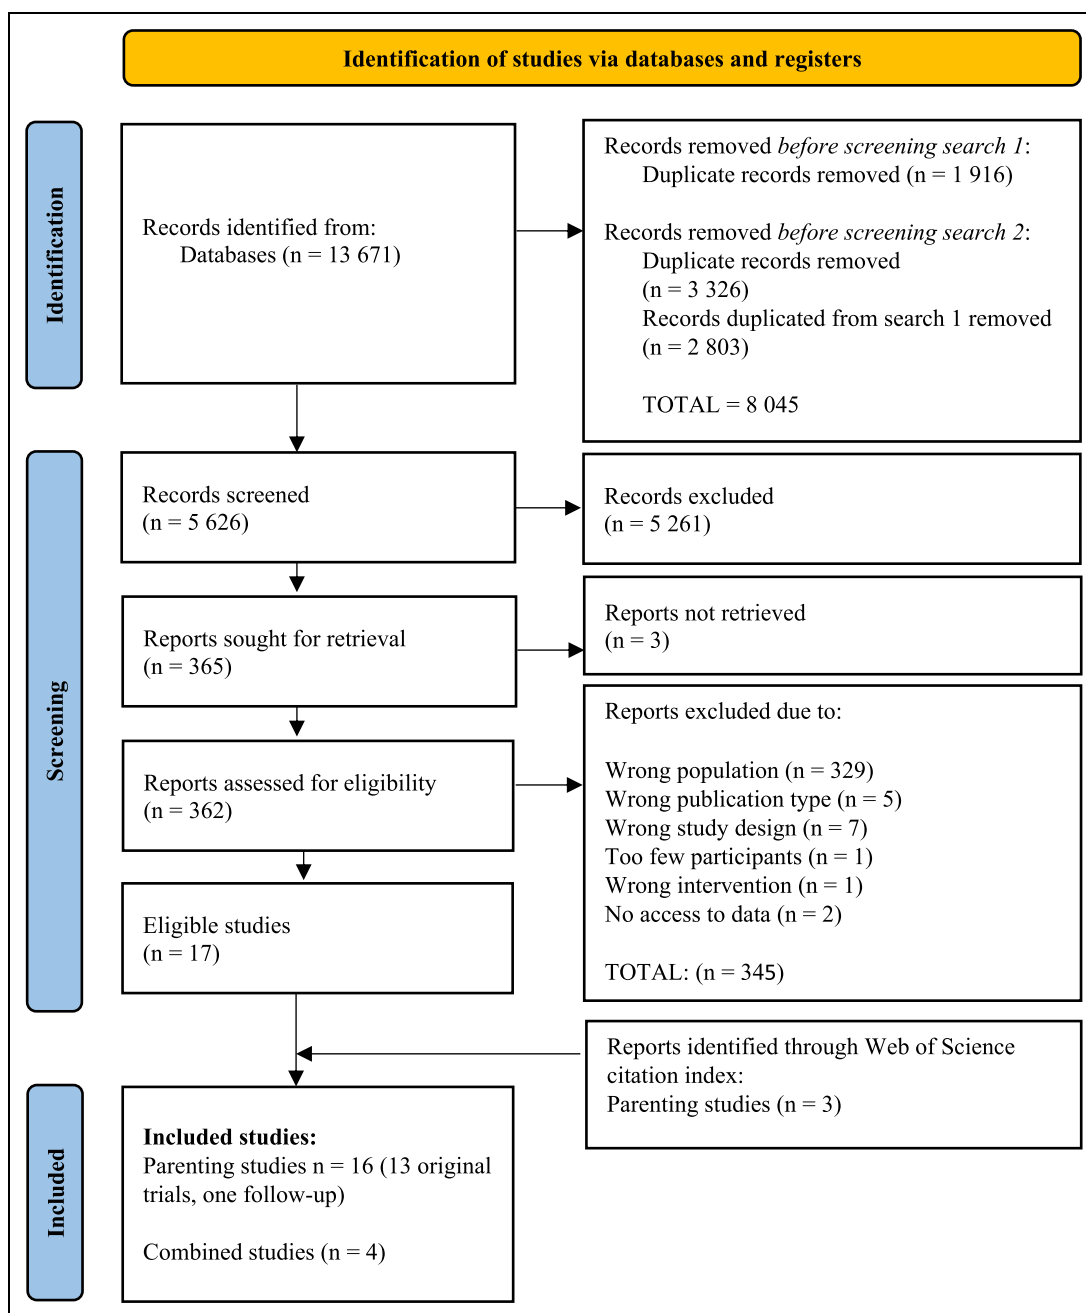 Identification of studies via databases and registers
Identification
Records identified from:
Databases (n = 13 671)
Records removed before screening search 1:
Duplicate records removed (n = 1 916)
Records removed before screening search 2:
Duplicate records removed
(n = 3 326)
Records duplicated from search 1 removed
(n = 2 803)
TOTAL = 8 045
Screening
Records screened
(n = 5 626)
Records excluded
(n = 5 261)
Reports sought for retrieval
(n = 365)
Reports not retrieved
(n = 3)
Reports assessed for eligibility
(n = 362)
Reports excluded due to:
Wrong population (n = 329)
Wrong publication type (n = 5)
Wrong study design (n = 7)
Too few participants (n = 1)
Wrong intervention (n = 1)
No access to data (n = 2)
TOTAL: (n = 345)
Eligible studies
(n = 17)
Reports identified through Web of Science
citation index:
Parenting studies (n = 3)
Included
Included studies:
Parenting studies n = 16 (13 original
trials, one follow-up)
Combined studies (n = 4)